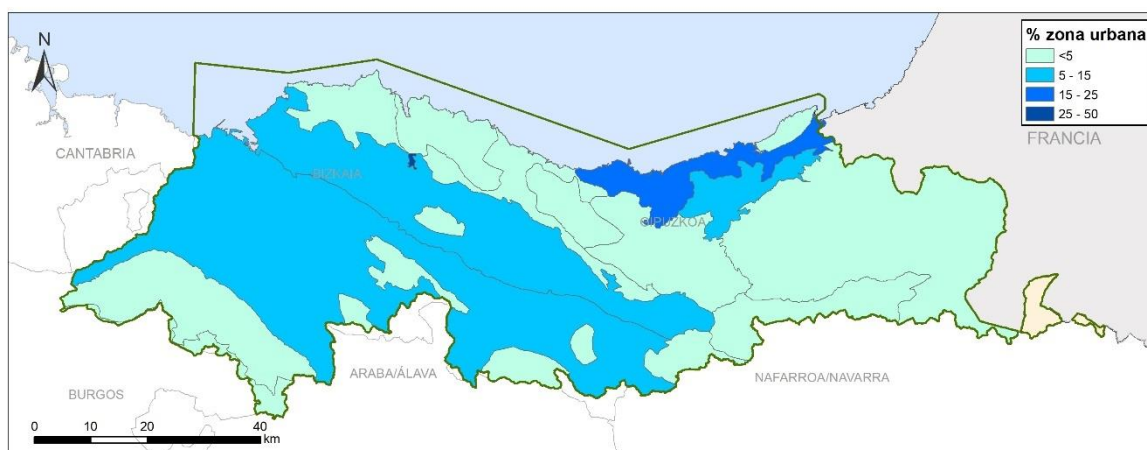 N
% zona urbana
<5
5 - 15
15 - 25
25 - 50
FRANCIA
CANTABRIA
BIZKAIA
GIPUZKOA
ARABA/ÁLAVA
NAFARROA/NAVARRA
BURGOS
0 10 20 40
km